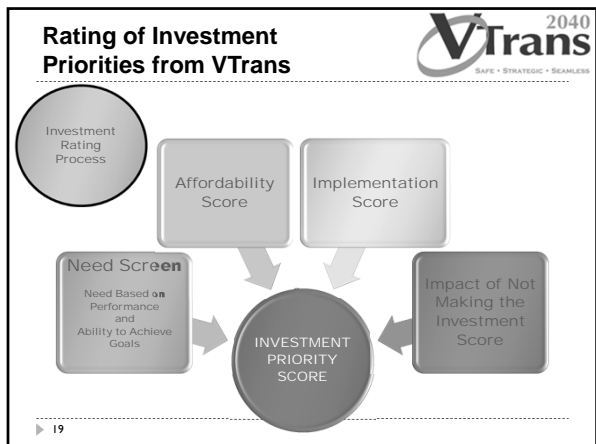 Rating of Investment
Priorities from VTrans
2040
VTrans
SAFE • STRATEGIC • SEAMLESS
Investment
Rating
Process
Affordability
Score
Implementation
Score
Need Screen
Need Based on
Performance
and
Ability to Achieve
Goals
Impact of Not
Making the
Investment
Score
INVESTMENT
PRIORITY
SCORE
19